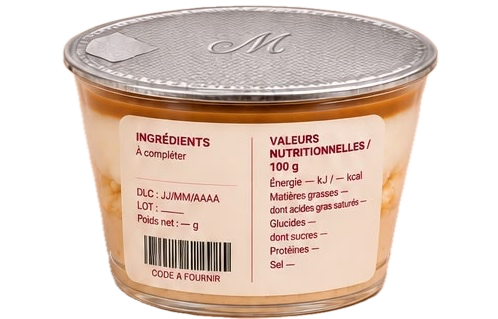 M
INGRÉDIENTS
À compléter
DLC : JJ/MM/AAAA
LOT : ____
Poids net : — g
CODE A FOURNIR
VALEURS
NUTRITIONNELLES /
100 g
Énergie — kJ / — kcal
Matières grasses —
dont acides gras saturés —
Glucides —
dont sucres —
Protéines —
Sel —